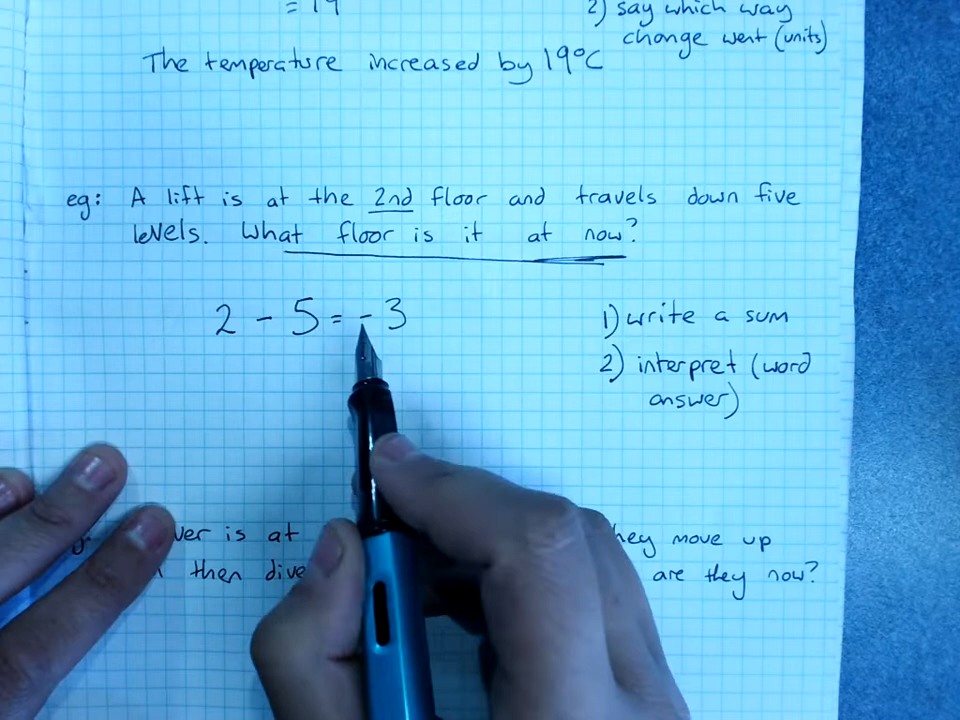 = 19
2) say which way
change went (units)
The temperature increased by 19°C
eg: A lift is at the 2nd floor and travels down five
levels. What floor is it at now?
2 - 5 = -3
1) write a sum
2) interpret (word
answer)
is at they move up
then dive are they now?